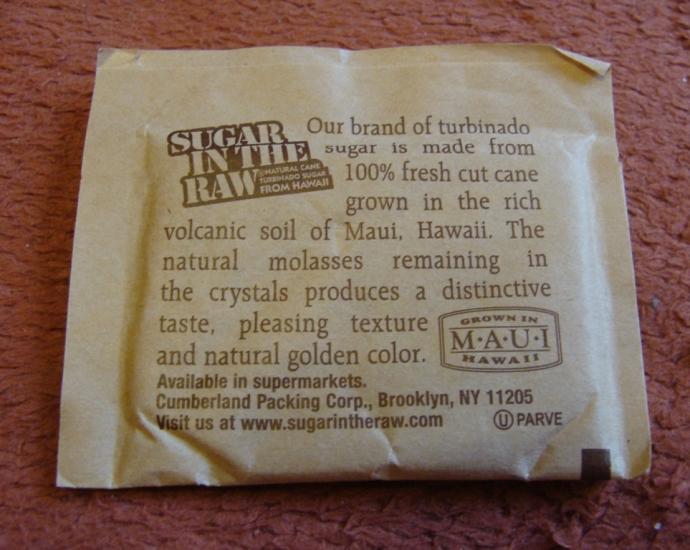 SUGAR
IN THE
RAW
NATURAL CANE
TURBINADO SUGAR
FROM HAWAII
Our brand of turbinado
sugar is made from
100% fresh cut cane
grown in the rich
volcanic soil of Maui, Hawaii. The
natural molasses remaining in
the crystals produces a distinctive
taste, pleasing texture
and natural golden color.
GROWN IN
M·A·U·I
HAWAII
Available in supermarkets.
Cumberland Packing Corp., Brooklyn, NY 11205
Visit us at www.sugarintheraw.com
Ⓤ PARVE